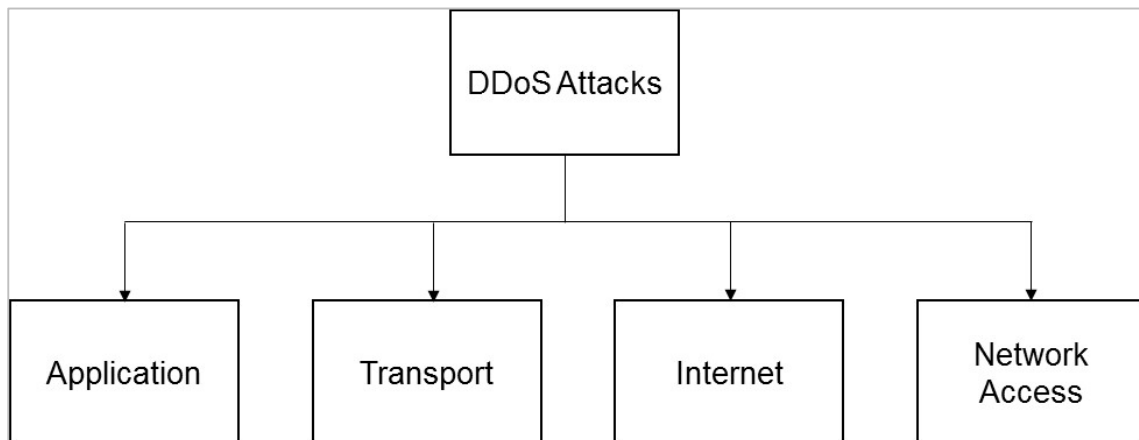 DDoS Attacks
Application
Transport
Internet
Network
Access